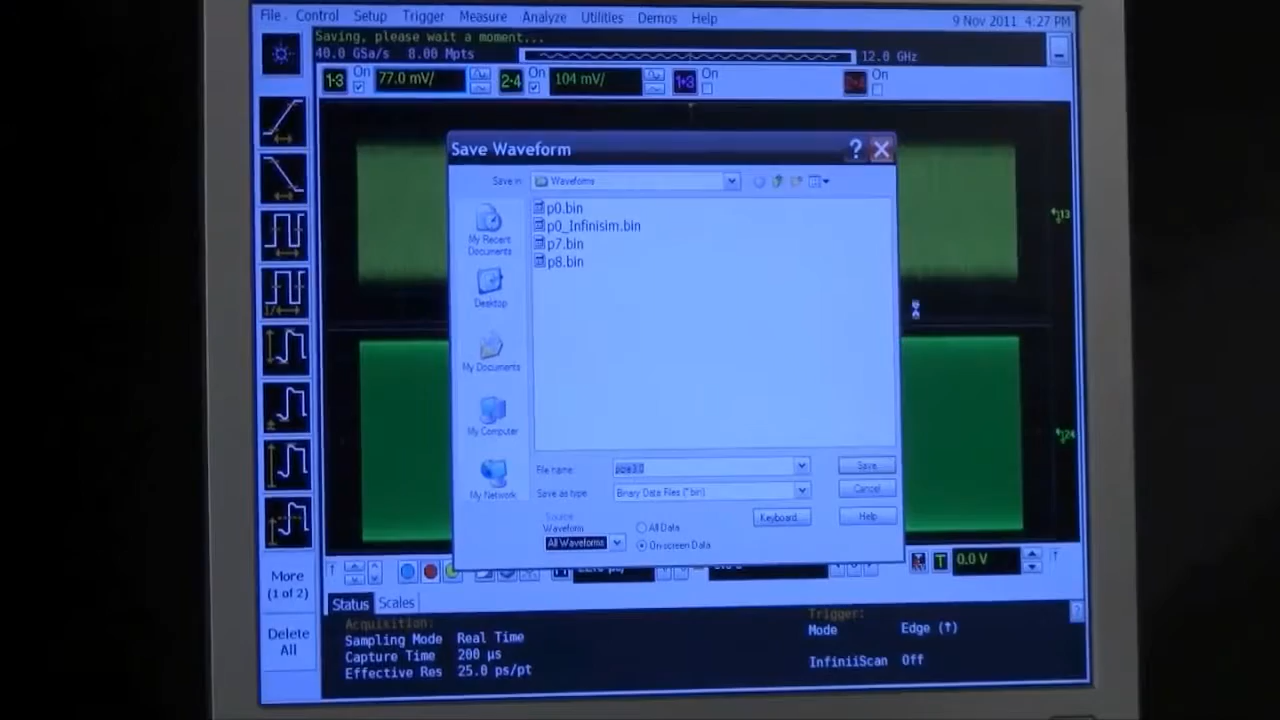 File Control Setup Trigger Measure Analyze Utilities Demos Help
9 Nov 2011 4:27 PM
Saving, please wait a moment...
40.0 GSa/s 8.00 Mpts
12.0 GHz
1-3 On 77.0 mV/ 2-4 On 104 mV/ 1+3 On On
Save Waveform
Save in: Waveforms
p0.bin
p0_Infinisim.bin
p7.bin
p8.bin
My Recent
Documents
Desktop
My Documents
My Computer
My Network
File name:
Save
Save as type Binary Data Files (*.bin)
Cancel
Source
Waveform
All Waveforms
All Data
On-screen Data
Keyboard...
Help
T 0.0 V
More
(1 of 2)
Delete
All
Status Scales
Acquisition:
Sampling Mode Real Time
Capture Time 200 µs
Effective Res 25.0 ps/pt
Trigger:
Mode Edge (↑)
InfiniiScan Off